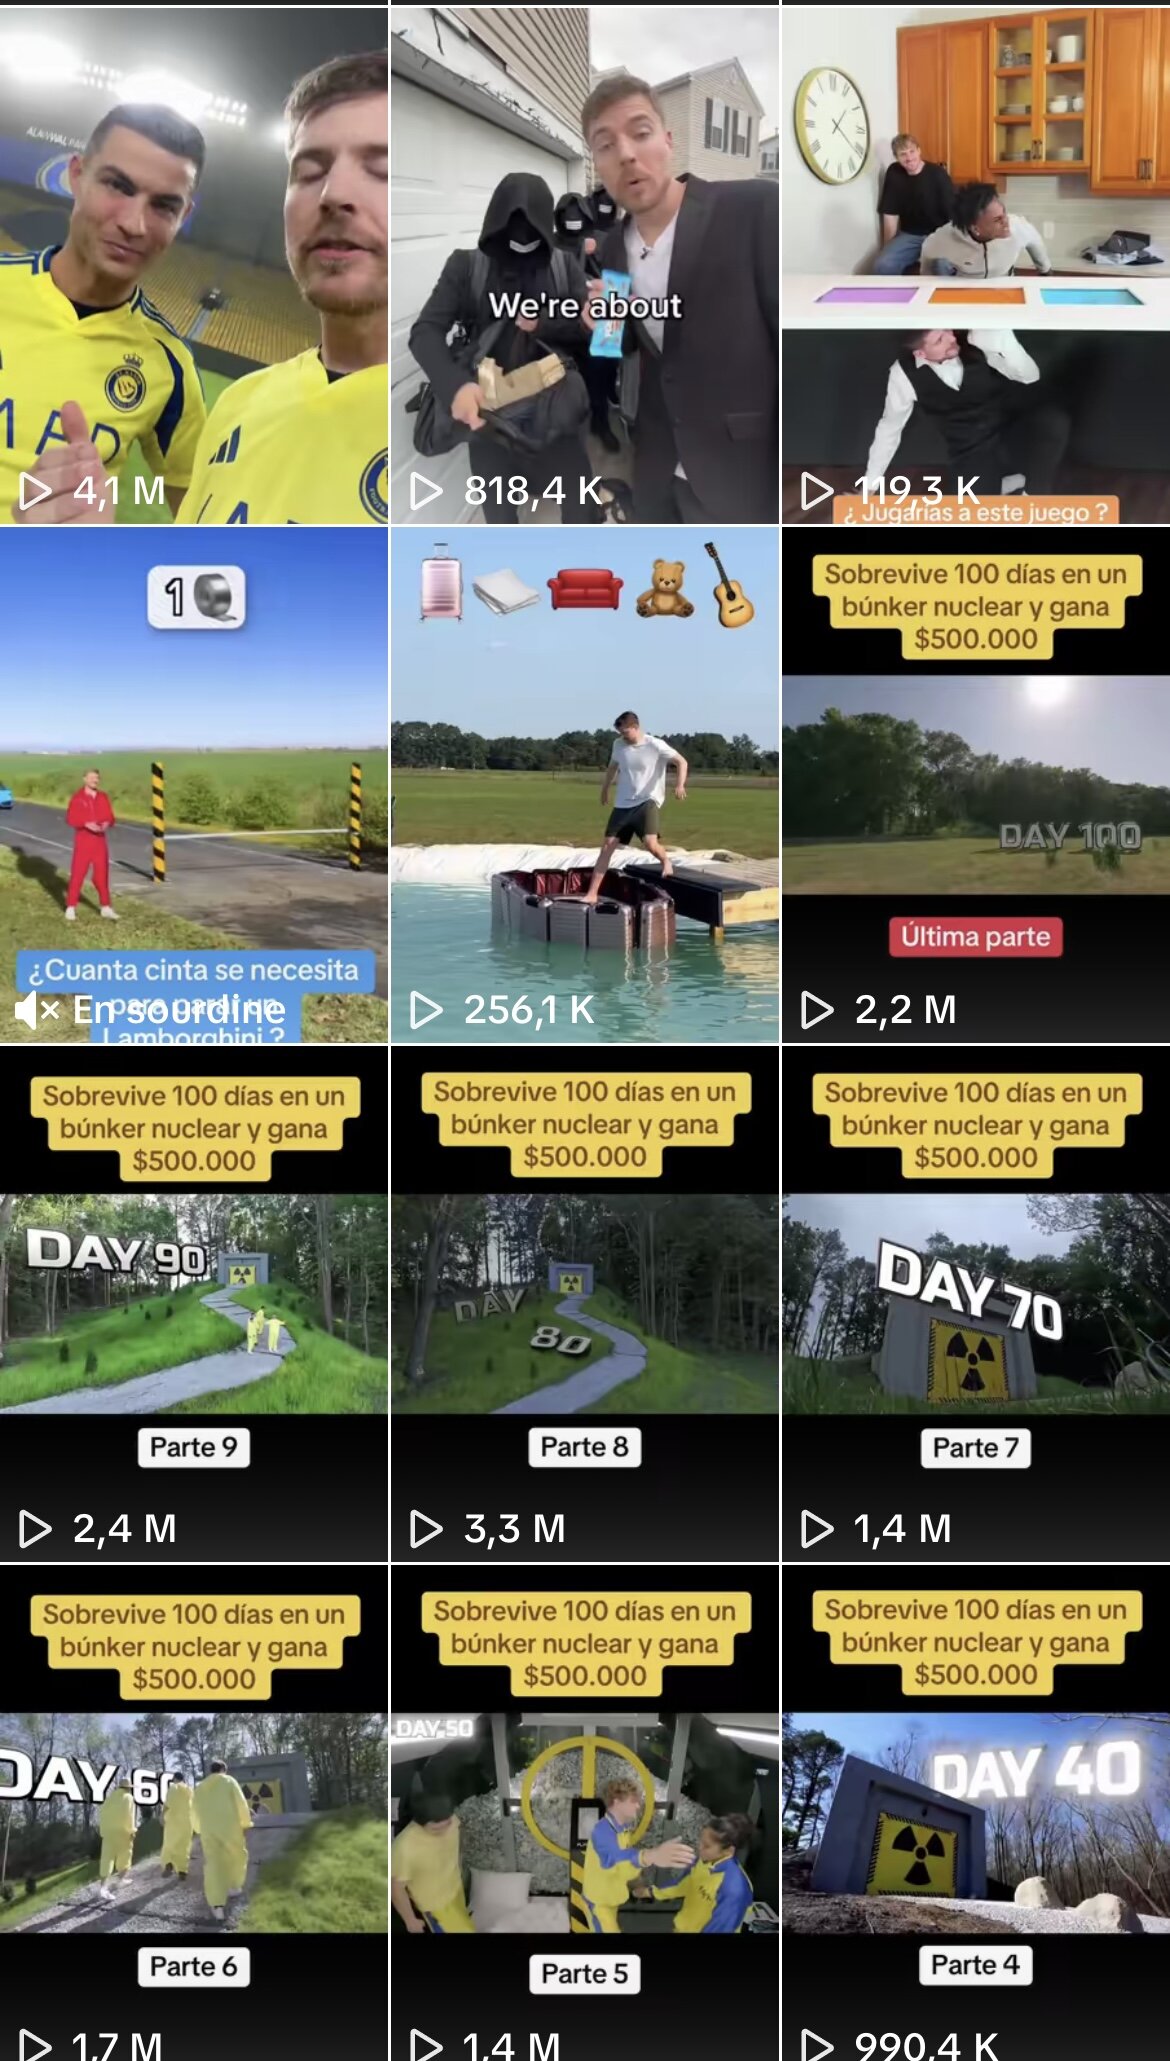 We're about
4,1 M
818,4 K
119,3 K
¿ Jugarías a este juego ?
1
Sobrevive 100 días en un
búnker nuclear y gana
$500.000
DAY 100
Última parte
¿Cuanta cinta se necesita
para parar un
Lamborghini ?
En sourdine
256,1 K
2,2 M
Sobrevive 100 días en un
búnker nuclear y gana
$500.000
DAY 90
Parte 9
2,4 M
Sobrevive 100 días en un
búnker nuclear y gana
$500.000
DAY
80
Parte 8
3,3 M
Sobrevive 100 días en un
búnker nuclear y gana
$500.000
DAY 70
Parte 7
1,4 M
Sobrevive 100 días en un
búnker nuclear y gana
$500.000
DAY 60
Parte 6
1,7 M
Sobrevive 100 días en un
búnker nuclear y gana
$500.000
DAY 50
Parte 5
1,4 M
Sobrevive 100 días en un
búnker nuclear y gana
$500.000
DAY 40
Parte 4
990,4 K